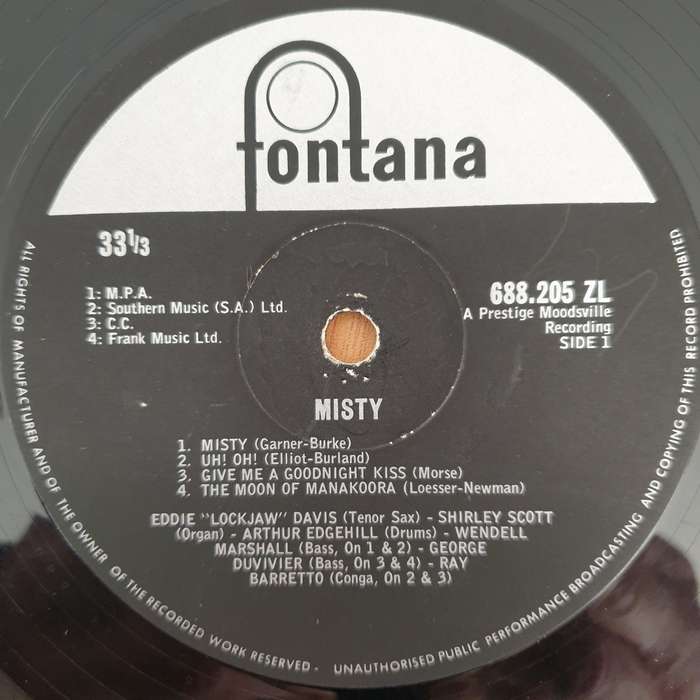 fontana
33 1/3
1: M.P.A.
2: Southern Music (S.A.) Ltd.
3: C.C.
4: Frank Music Ltd.
688.205 ZL
A Prestige Moodsville
Recording
SIDE 1
MISTY
1. MISTY (Garner-Burke)
2. UH! OH! (Elliot-Burland)
3. GIVE ME A GOODNIGHT KISS (Morse)
4. THE MOON OF MANAKOORA (Loesser-Newman)
EDDIE "LOCKJAW" DAVIS (Tenor Sax) - SHIRLEY SCOTT
(Organ) - ARTHUR EDGEHILL (Drums) - WENDELL
MARSHALL (Bass, On 1 & 2) - GEORGE
DUVIVIER (Bass, On 3 & 4) - RAY
BARRETTO (Conga, On 2 & 3)
ALL RIGHTS OF MANUFACTURER AND OF THE OWNER OF THE RECORDED WORK RESERVED - UNAUTHORISED PUBLIC PERFORMANCE BROADCASTING AND COPYING OF THIS RECORD PROHIBITED